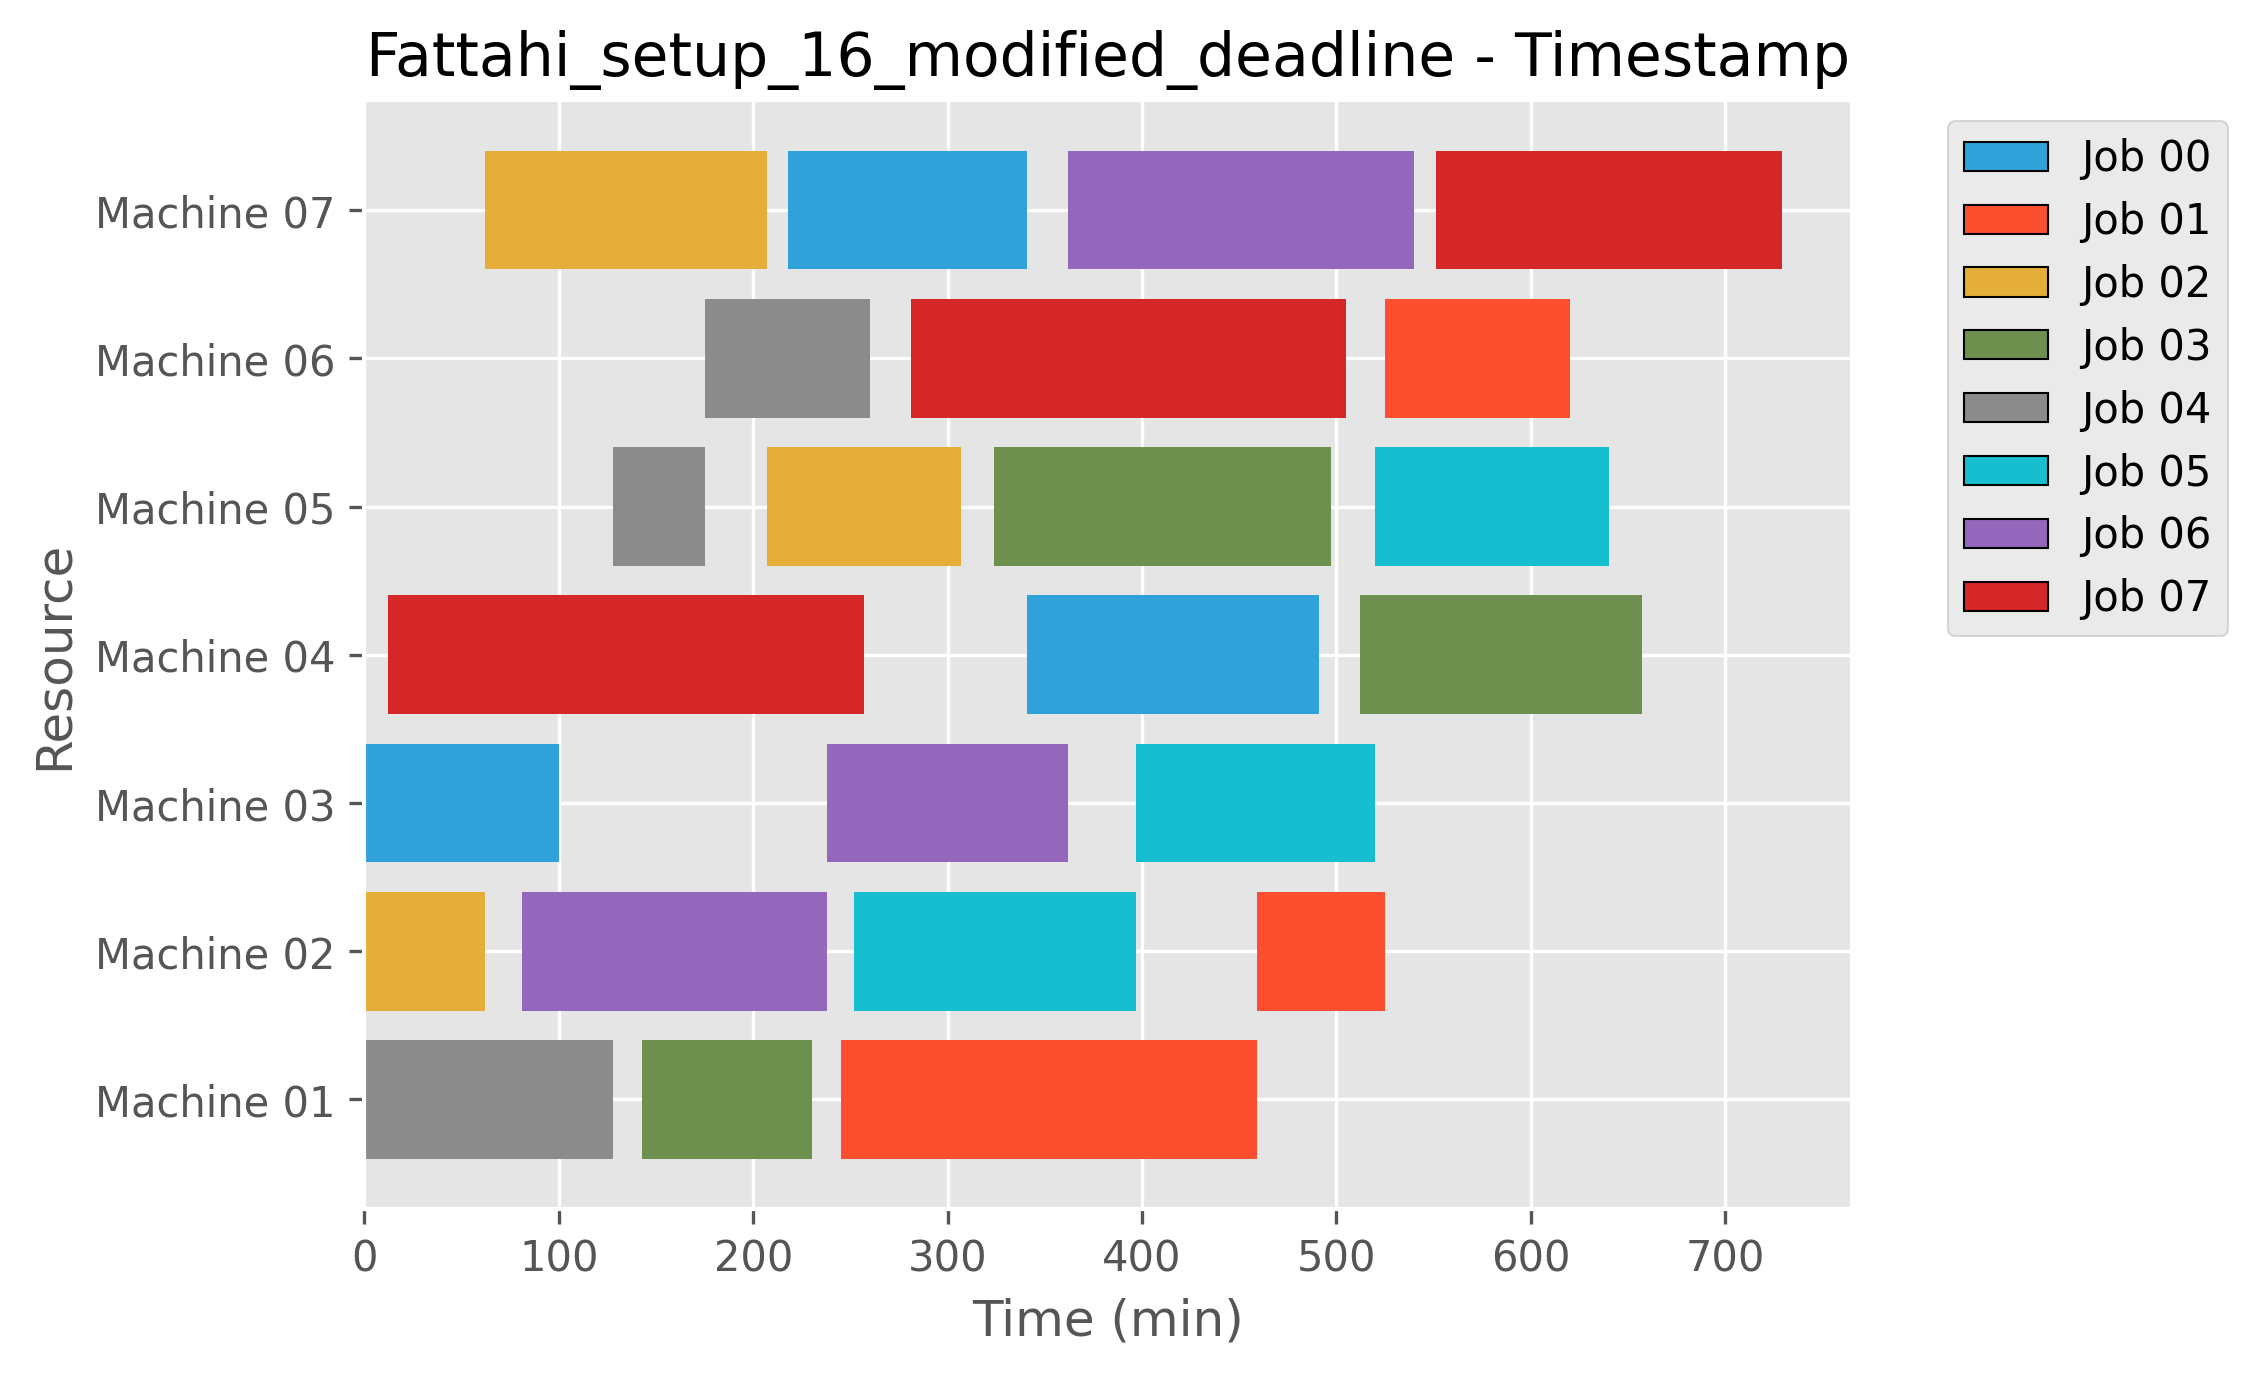 Fattahi_setup_16_modified_deadline - Timestamp
Resource
Machine 07
Machine 06
Machine 05
Machine 04
Machine 03
Machine 02
Machine 01
0 100 200 300 400 500 600 700
Time (min)
Job 00
Job 01
Job 02
Job 03
Job 04
Job 05
Job 06
Job 07